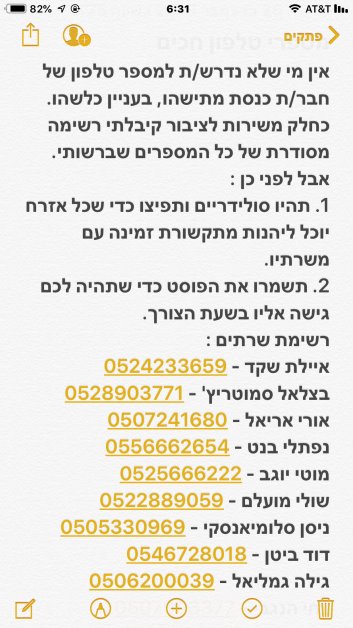 82% 6:31 AT&T
פתקים
מספרי טלפון חכים
אין מי שלא נדרש/ת למספר טלפון של
חבר/ת כנסת מתישהו, בעניין כלשהו.
כחלק משירות לציבור קיבלתי רשימה
מסודרת של כל המספרים שברשותי.
אבל לפני כן :
1. תהיו סולידריים ותפיצו כדי שכל אזרח
יוכל ליהנות מתקשורת זמינה עם
משרתיו.
2. תשמרו את הפוסט כדי שתהיה לכם
גישה אליו בשעת הצורך.
רשימת שרתים :
איילת שקד - 0524233659
בצלאל סמוטריץ' - 0528903771
אורי אריאל - 0507241680
נפתלי בנט - 0556662654
מוטי יוגב - 0525666222
שולי מועלם - 0522889059
ניסן סלומיאנסקי - 0505330969
דוד ביטן - 0546728018
גילה גמליאל - 0506200039